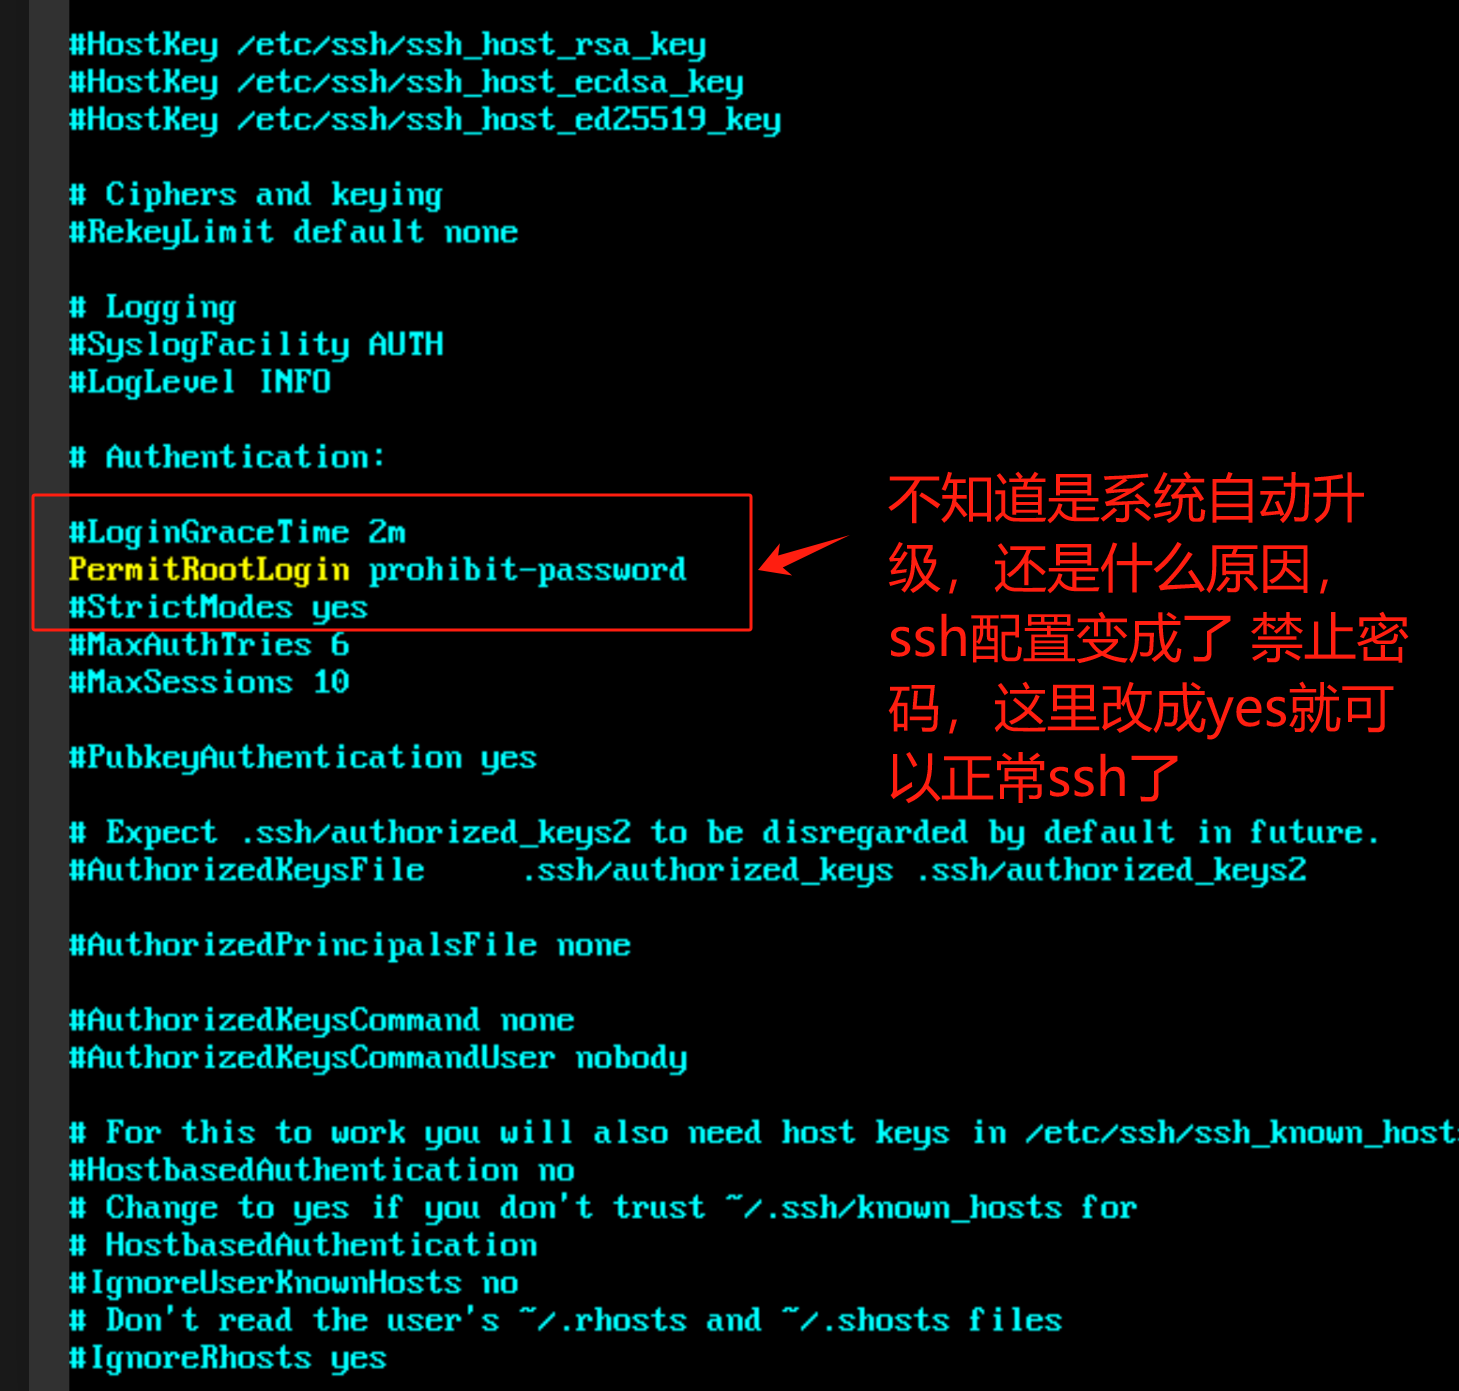 #HostKey /etc/ssh/ssh_host_rsa_key
#HostKey /etc/ssh/ssh_host_ecdsa_key
#HostKey /etc/ssh/ssh_host_ed25519_key
# Ciphers and keying
#RekeyLimit default none
# Logging
#SyslogFacility AUTH
#LogLevel INFO
# Authentication:
#LoginGraceTime 2m
PermitRootLogin prohibit-password
#StrictModes yes
#MaxAuthTries 6
#MaxSessions 10
不知道是系统自动升
级，还是什么原因，
ssh配置变成了 禁止密
码，这里改成yes就可
以正常ssh了
#PubkeyAuthentication yes
# Expect .ssh/authorized_keys2 to be disregarded by default in future.
#AuthorizedKeysFile     .ssh/authorized_keys .ssh/authorized_keys2
#AuthorizedPrincipalsFile none
#AuthorizedKeysCommand none
#AuthorizedKeysCommandUser nobody
# For this to work you will also need host keys in /etc/ssh/ssh_known_hosts
#HostbasedAuthentication no
# Change to yes if you don't trust ~/.ssh/known_hosts for
# HostbasedAuthentication
#IgnoreUserKnownHosts no
# Don't read the user's ~/.rhosts and ~/.shosts files
#IgnoreRhosts yes